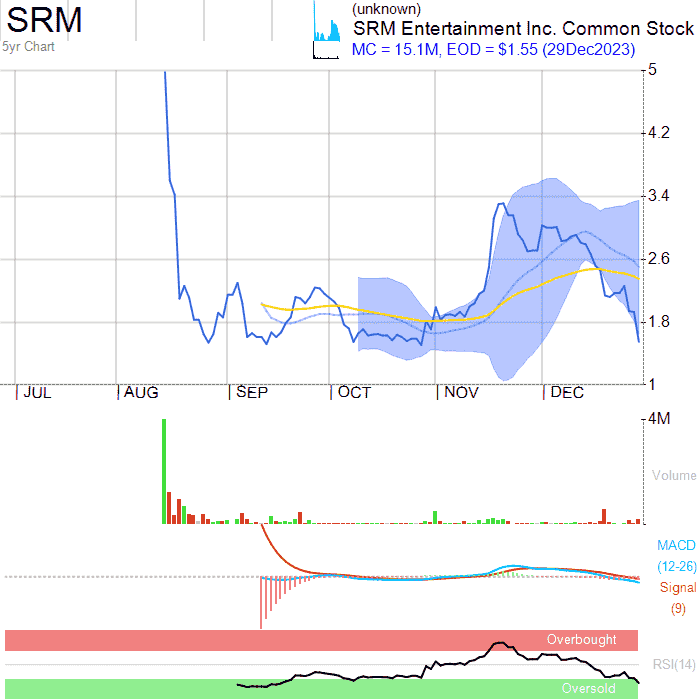 SRM
5yr Chart
(unknown)
SRM Entertainment Inc. Common Stock
MC = 15.1M, EOD = $1.55 (29Dec2023)
5
4.2
3.4
2.6
1.8
1
JUL AUG SEP OCT NOV DEC
4M
Volume
MACD
(12-26)
Signal
(9)
Overbought
RSI(14)
Oversold